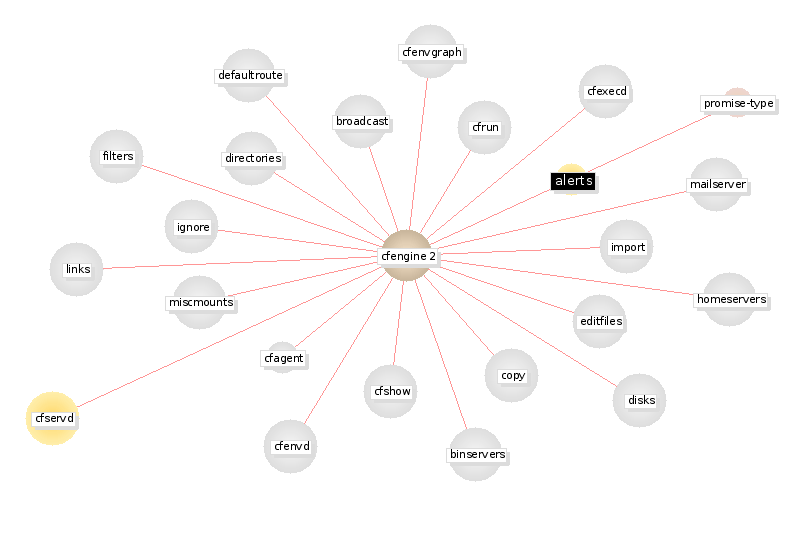 cfenvgraph
defaultroute
cfexecd
promise-type
broadcast
cfrun
filters
directories
alerts
mailserver
ignore
import
cfengine 2
links
miscmounts
homeservers
editfiles
cfagent
copy
cfshow
disks
cfservd
cfenvd
binservers